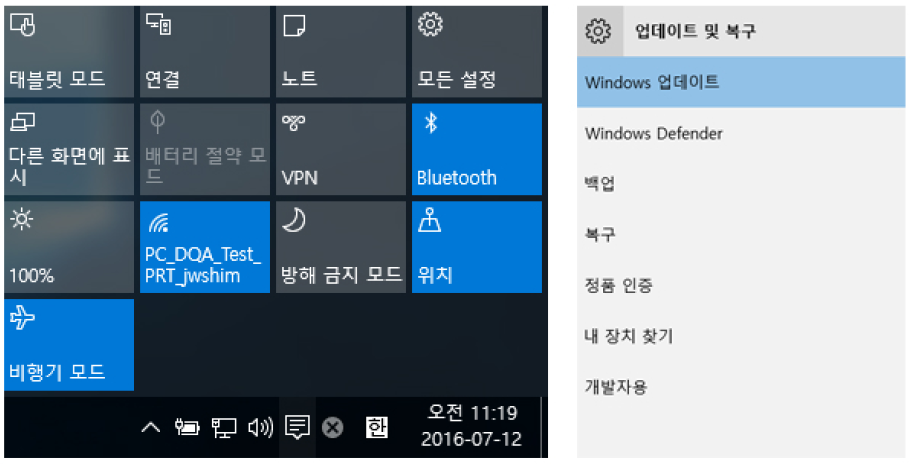 태블릿 모드
연결
노트
모든 설정
다른 화면에 표
시
배터리 절약 모
드
VPN
Bluetooth
100%
PC_DQA_Test_
PRT_jwshim
방해 금지 모드
위치
비행기 모드
한
오전 11:19
2016-07-12
업데이트 및 복구
Windows 업데이트
Windows Defender
백업
복구
정품 인증
내 장치 찾기
개발자용